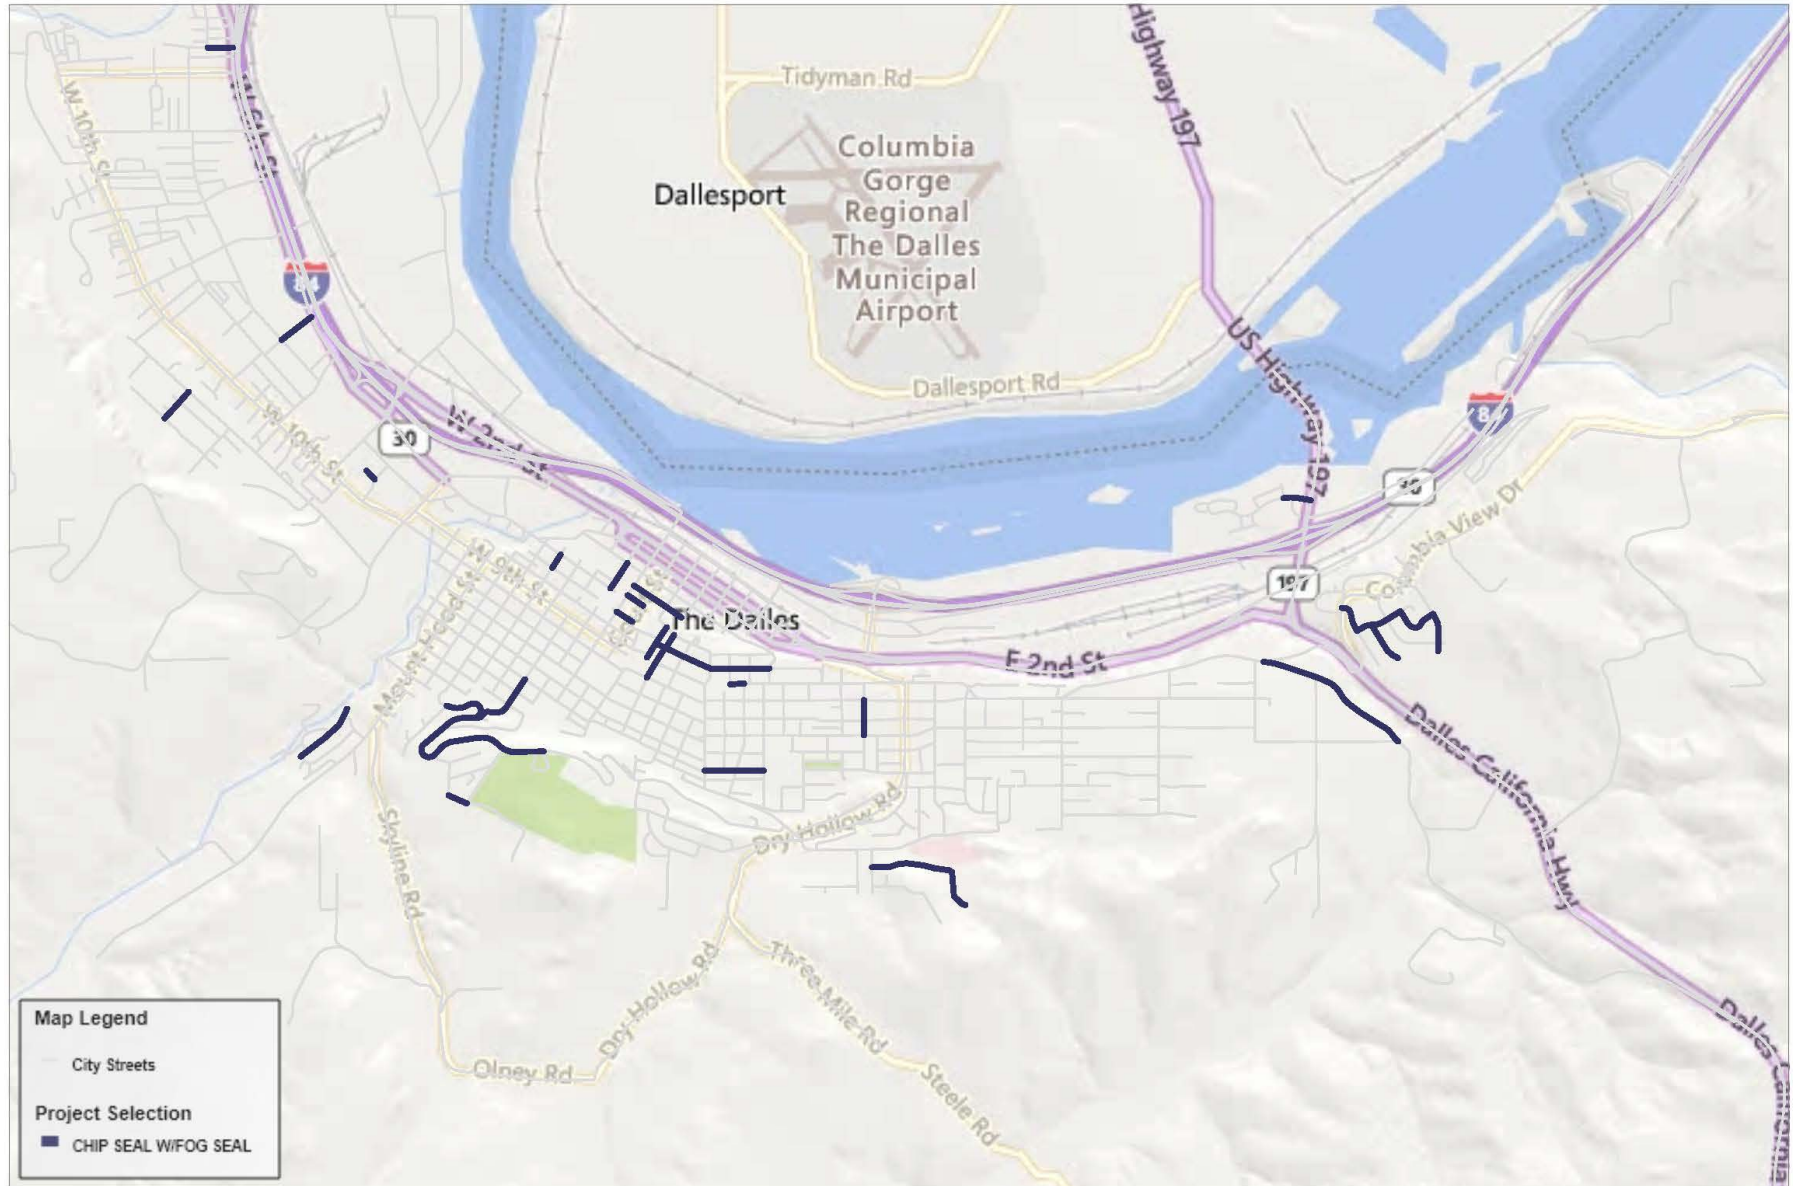 Highway 197
Tidyman Rd
W 6th St
W 10th St
Columbia
Gorge
Regional
The Dalles
Municipal
Airport
Dallesport
84
US Highway 197
Dallesport Rd
W 10th St
30
W 2nd St
84
30
Columbia View Dr
197
W 9th St
The Dalles
E 2nd St
Mount Hood St
Dalles California Hwy
Skyline Rd
Dry Hollow Rd
Dry Hollow Rd
Three Mile Rd
Olney Rd
Steele Rd
Dalles California
Map Legend
City Streets
Project Selection
CHIP SEAL W/FOG SEAL